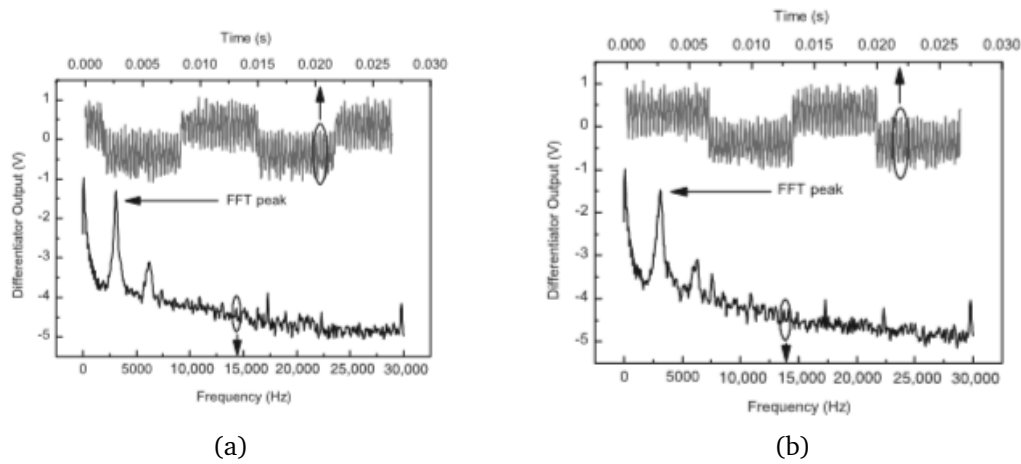 Time (s)
0.000 0.005 0.010 0.015 0.020 0.025 0.030
Differentiator Output (V)
1
0
-1
-2
-3
-4
-5
FFT peak
0 5000 10,000 15,000 20,000 25,000 30,000
Frequency (Hz)
(a)
Time (s)
0.000 0.005 0.010 0.015 0.020 0.025 0.030
Differentiator Output (V)
1
0
-1
-2
-3
-4
-5
FFT peak
0 5000 10,000 15,000 20,000 25,000 30,000
Frequency (Hz)
(b)